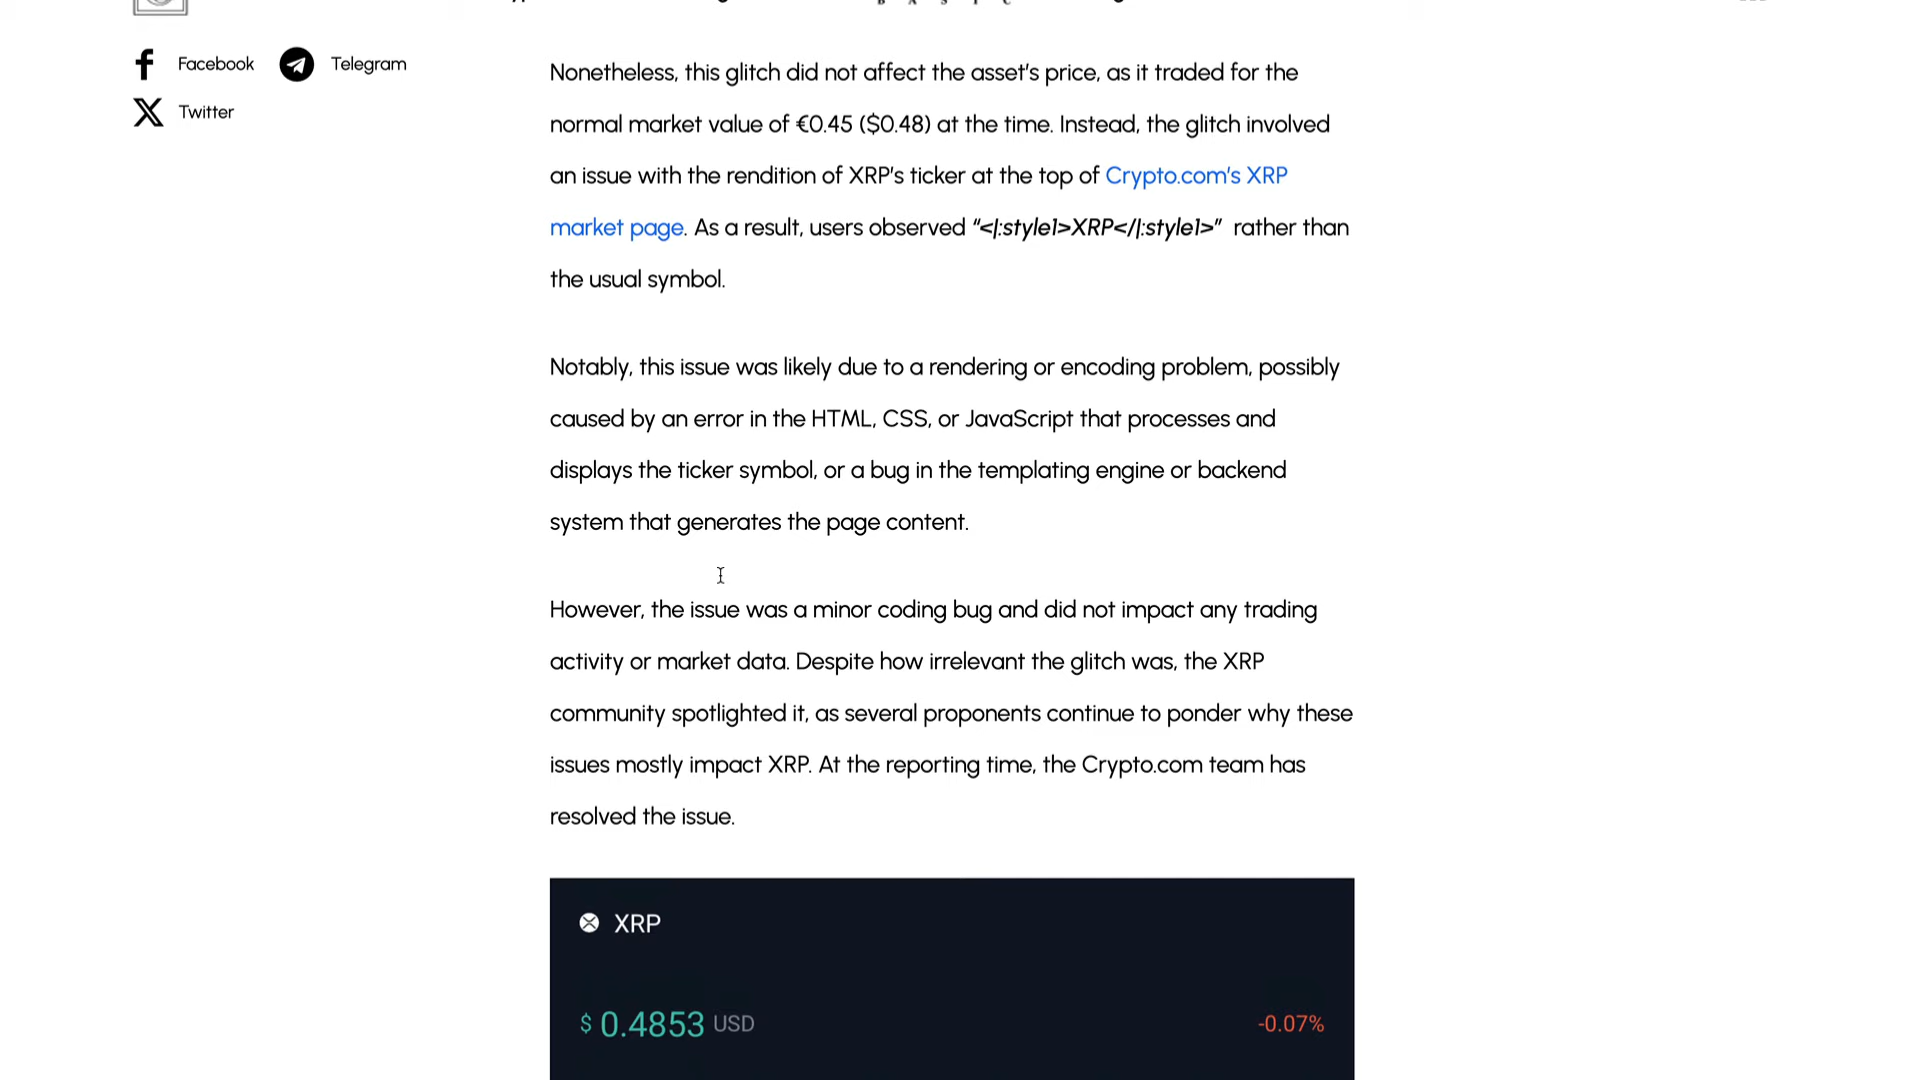 Facebook
Telegram
Twitter
Nonetheless, this glitch did not affect the asset's price, as it traded for the
normal market value of €0.45 ($0.48) at the time. Instead, the glitch involved
an issue with the rendition of XRP's ticker at the top of Crypto.com's XRP
market page. As a result, users observed “<|:style1>XRP</|:style1>” rather than
the usual symbol.
Notably, this issue was likely due to a rendering or encoding problem, possibly
caused by an error in the HTML, CSS, or JavaScript that processes and
displays the ticker symbol, or a bug in the templating engine or backend
system that generates the page content.
However, the issue was a minor coding bug and did not impact any trading
activity or market data. Despite how irrelevant the glitch was, the XRP
community spotlighted it, as several proponents continue to ponder why these
issues mostly impact XRP. At the reporting time, the Crypto.com team has
resolved the issue.
XRP
$ 0.4853 USD
-0.07%